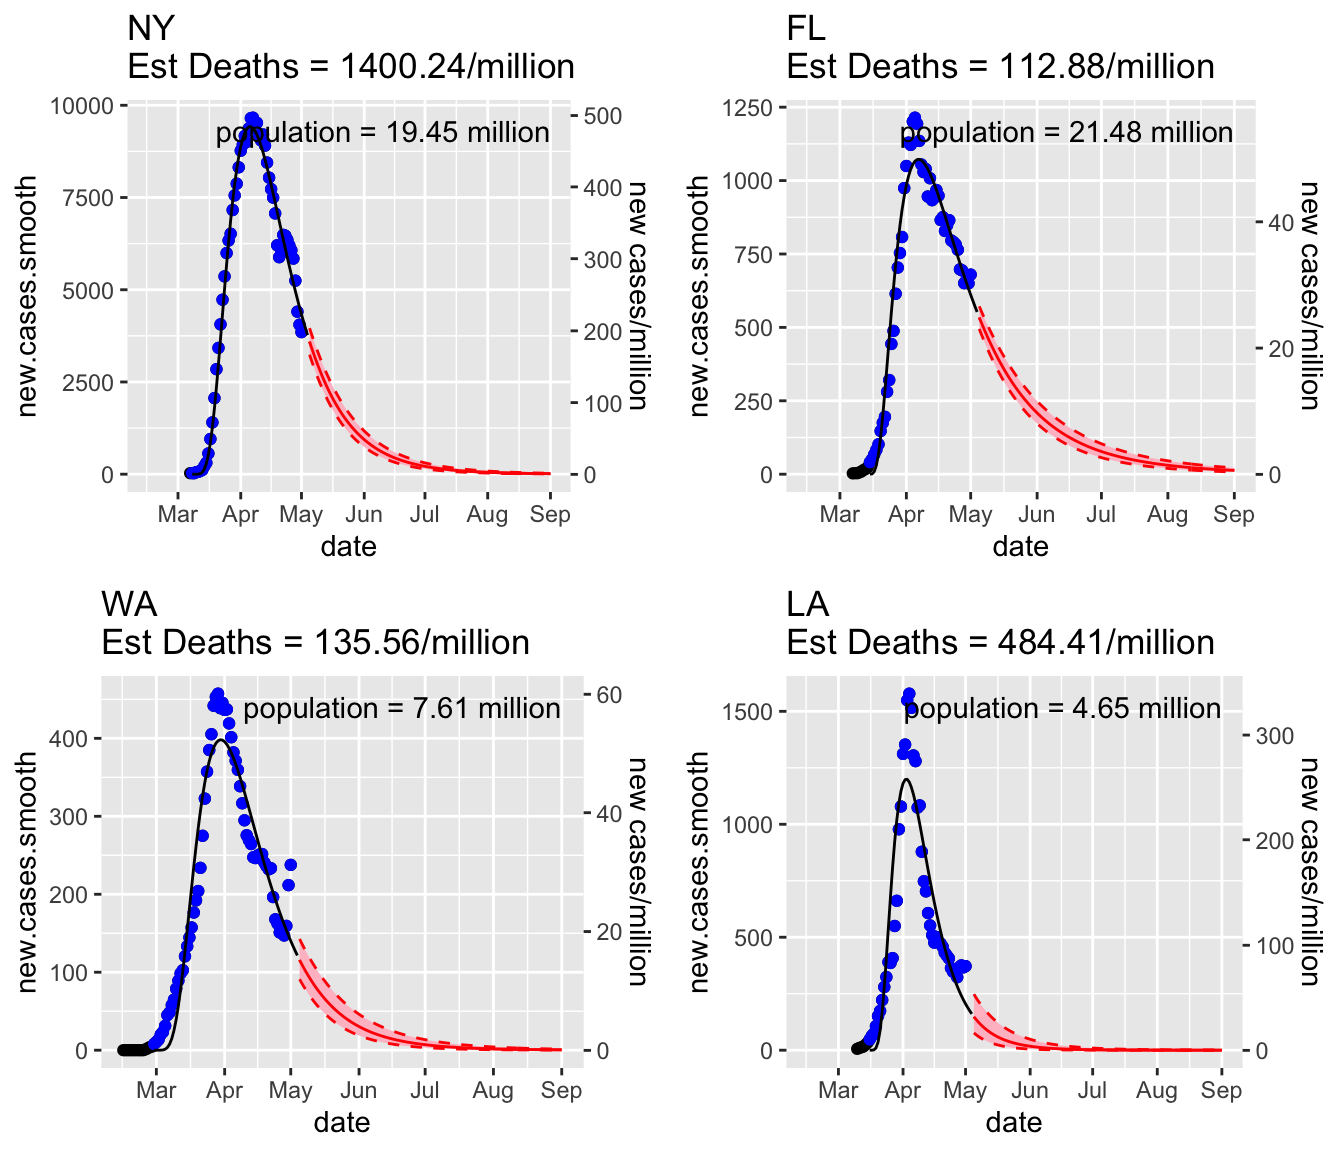 NY
Est Deaths = 1400.24/million
population = 19.45 million
10000
7500
5000
2500
0
new.cases.smooth
500
400
300
200
100
0
new cases/million
Mar Apr May Jun Jul Aug Sep
date
FL
Est Deaths = 112.88/million
population = 21.48 million
1250
1000
750
500
250
0
new.cases.smooth
40
20
0
new cases/million
Mar Apr May Jun Jul Aug Sep
date
WA
Est Deaths = 135.56/million
population = 7.61 million
400
300
200
100
0
new.cases.smooth
60
40
20
0
new cases/million
Mar Apr May Jun Jul Aug Sep
date
LA
Est Deaths = 484.41/million
population = 4.65 million
1500
1000
500
0
new.cases.smooth
300
200
100
0
new cases/million
Mar Apr May Jun Jul Aug Sep
date